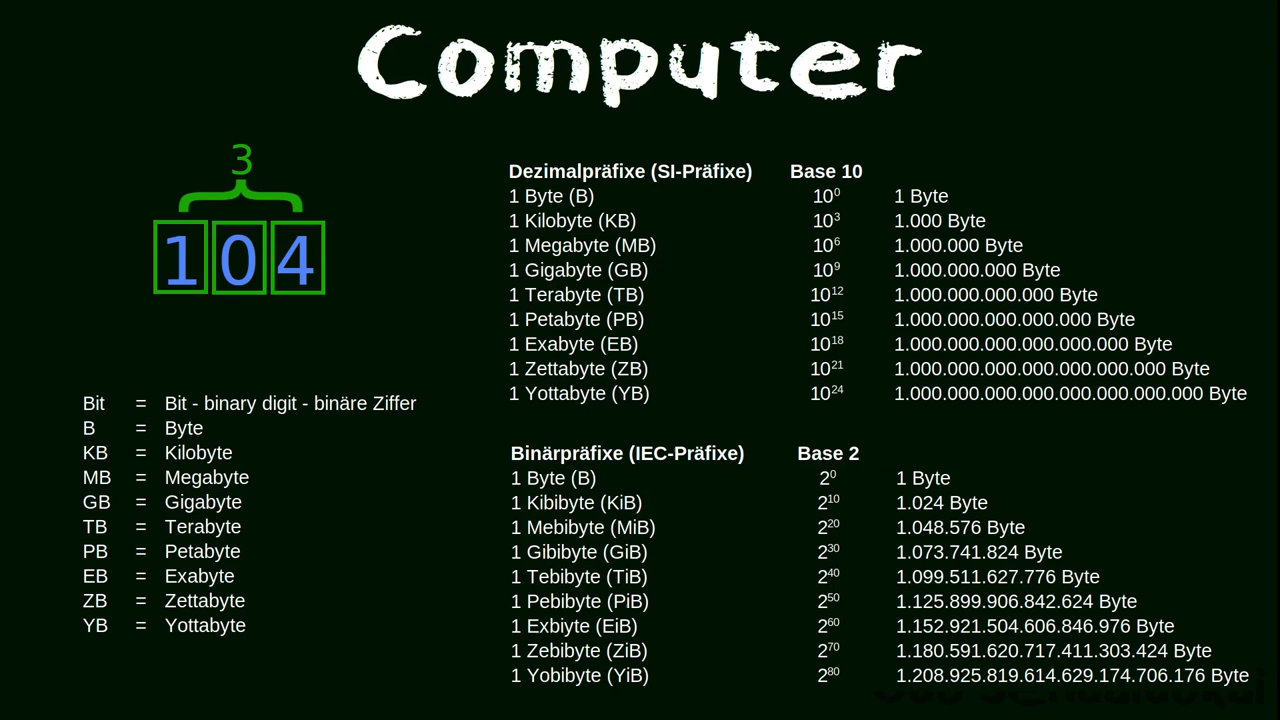 Computer
3
1 0 4
Bit = Bit - binary digit - binäre Ziffer
B = Byte
KB = Kilobyte
MB = Megabyte
GB = Gigabyte
TB = Terabyte
PB = Petabyte
EB = Exabyte
ZB = Zettabyte
YB = Yottabyte
Dezimalpräfixe (SI-Präfixe) Base 10
1 Byte (B) 10⁰ 1 Byte
1 Kilobyte (KB) 10³ 1.000 Byte
1 Megabyte (MB) 10⁶ 1.000.000 Byte
1 Gigabyte (GB) 10⁹ 1.000.000.000 Byte
1 Terabyte (TB) 10¹² 1.000.000.000.000 Byte
1 Petabyte (PB) 10¹⁵ 1.000.000.000.000.000 Byte
1 Exabyte (EB) 10¹⁸ 1.000.000.000.000.000.000 Byte
1 Zettabyte (ZB) 10²¹ 1.000.000.000.000.000.000.000 Byte
1 Yottabyte (YB) 10²⁴ 1.000.000.000.000.000.000.000.000 Byte
Binärpräfixe (IEC-Präfixe) Base 2
1 Byte (B) 2⁰ 1 Byte
1 Kibibyte (KiB) 2¹⁰ 1.024 Byte
1 Mebibyte (MiB) 2²⁰ 1.048.576 Byte
1 Gibibyte (GiB) 2³⁰ 1.073.741.824 Byte
1 Tebibyte (TiB) 2⁴⁰ 1.099.511.627.776 Byte
1 Pebibyte (PiB) 2⁵⁰ 1.125.899.906.842.624 Byte
1 Exbiyte (EiB) 2⁶⁰ 1.152.921.504.606.846.976 Byte
1 Zebibyte (ZiB) 2⁷⁰ 1.180.591.620.717.411.303.424 Byte
1 Yobibyte (YiB) 2⁸⁰ 1.208.925.819.614.629.174.706.176 Byte